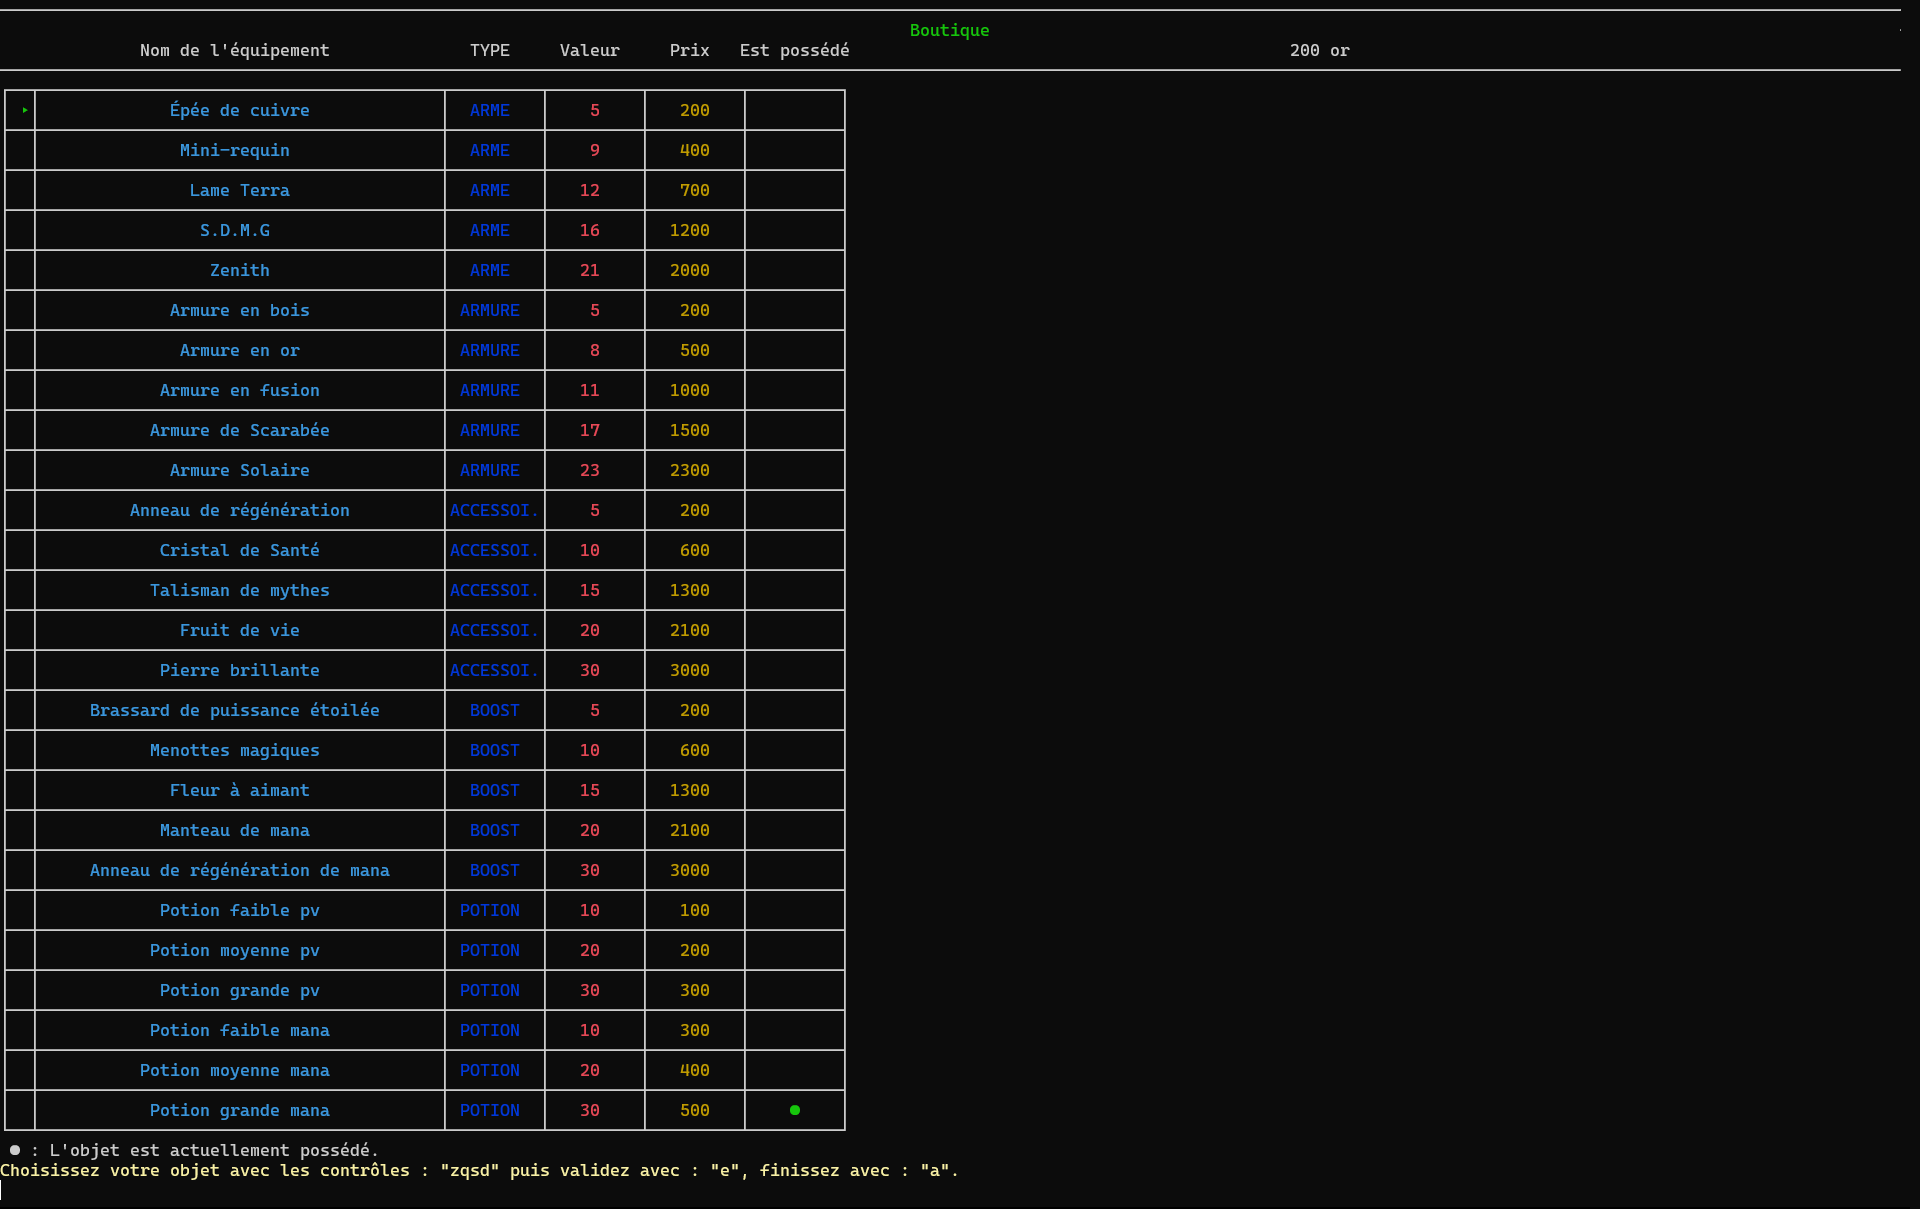 Boutique
Nom de l'équipement TYPE Valeur Prix Est possédé 200 or
Épée de cuivre ARME 5 200
Mini-requin ARME 9 400
Lame Terra ARME 12 700
S.D.M.G ARME 16 1200
Zenith ARME 21 2000
Armure en bois ARMURE 5 200
Armure en or ARMURE 8 500
Armure en fusion ARMURE 11 1000
Armure de Scarabée ARMURE 17 1500
Armure Solaire ARMURE 23 2300
Anneau de régénération ACCESSOI. 5 200
Cristal de Santé ACCESSOI. 10 600
Talisman de mythes ACCESSOI. 15 1300
Fruit de vie ACCESSOI. 20 2100
Pierre brillante ACCESSOI. 30 3000
Brassard de puissance étoilée BOOST 5 200
Menottes magiques BOOST 10 600
Fleur à aimant BOOST 15 1300
Manteau de mana BOOST 20 2100
Anneau de régénération de mana BOOST 30 3000
Potion faible pv POTION 10 100
Potion moyenne pv POTION 20 200
Potion grande pv POTION 30 300
Potion faible mana POTION 10 300
Potion moyenne mana POTION 20 400
Potion grande mana POTION 30 500 ●
● : L'objet est actuellement possédé.
Choisissez votre objet avec les contrôles : "zqsd" puis validez avec : "e", finissez avec : "a".